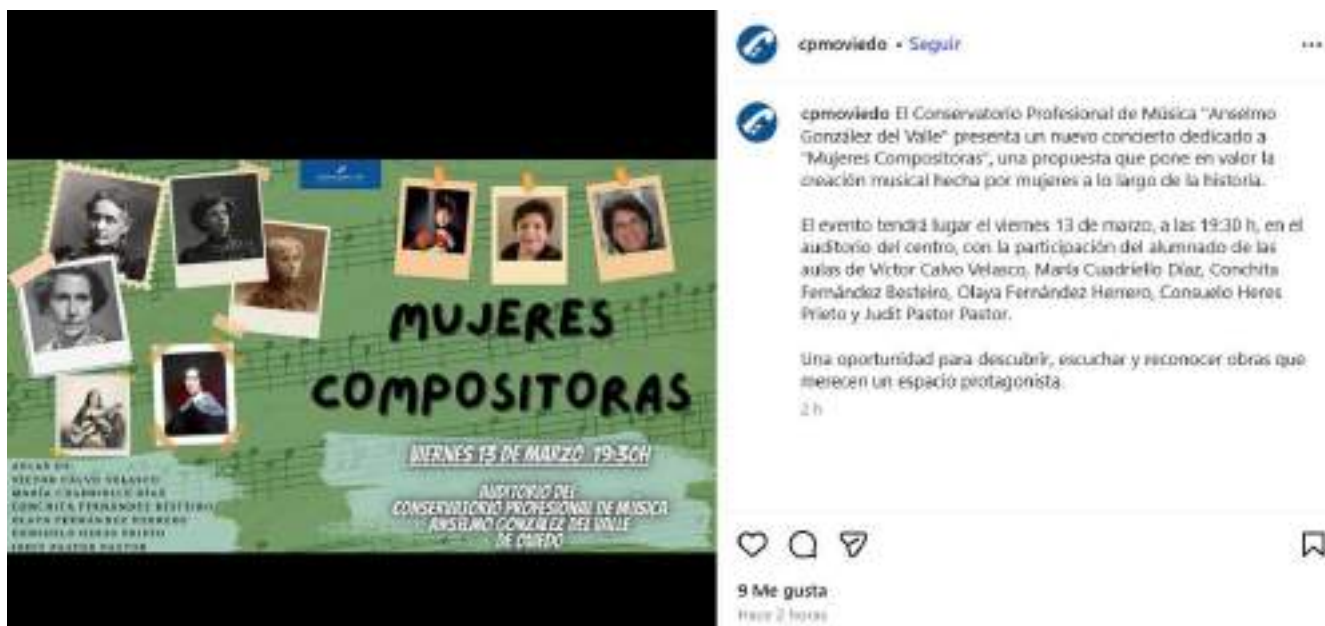 MUJERES
COMPOSITORAS
VIERNES 13 DE MARZO 19:30H
AUDITORIO DEL
CONSERVATORIO PROFESIONAL DE MÚSICA
ANSELMO GONZÁLEZ DEL VALLE
DE OVIEDO
AULAS DE:
VÍCTOR CALVO VELASCO
MARÍA CUADRIELLO DÍAZ
CONCHITA FERNÁNDEZ BESTEIRO
OLAYA FERNÁNDEZ HERRERO
CONSUELO HERES PRIETO
JUDIT PASTOR PASTOR
cpmoviedo • Seguir
cpmoviedo El Conservatorio Profesional de Música "Anselmo
González del Valle" presenta un nuevo concierto dedicado a
"Mujeres Compositoras", una propuesta que pone en valor la
creación musical hecha por mujeres a lo largo de la historia.
El evento tendrá lugar el viernes 13 de marzo, a las 19:30 h, en el
auditorio del centro, con la participación del alumnado de las
aulas de Víctor Calvo Velasco, María Cuadriello Díaz, Conchita
Fernández Besteiro, Olaya Fernández Herrero, Consuelo Heres
Prieto y Judit Pastor Pastor.
Una oportunidad para descubrir, escuchar y reconocer obras que
merecen un espacio protagonista.
2 h
9 Me gusta
Hace 2 horas